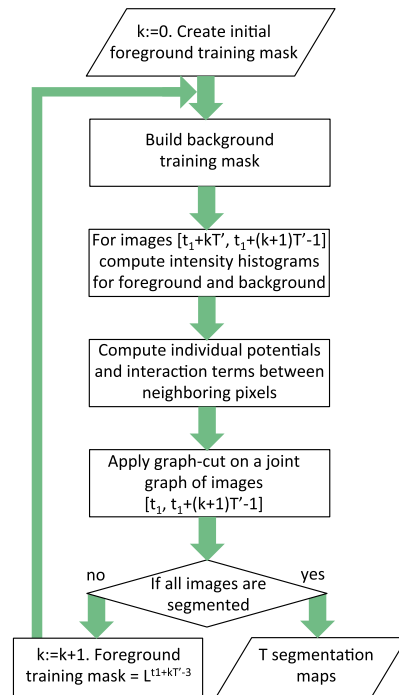 k:=0. Create initial
foreground training mask
Build background
training mask
For images [t₁+kT’, t₁+(k+1)T’-1]
compute intensity histograms
for foreground and background
Compute individual potentials
and interaction terms between
neighboring pixels
Apply graph-cut on a joint
graph of images
[t₁, t₁+(k+1)T’-1]
no
If all images are
segmented
yes
k:=k+1. Foreground
training mask = Lᵗ¹⁺ᵏᵀ’⁻³
T segmentation
maps